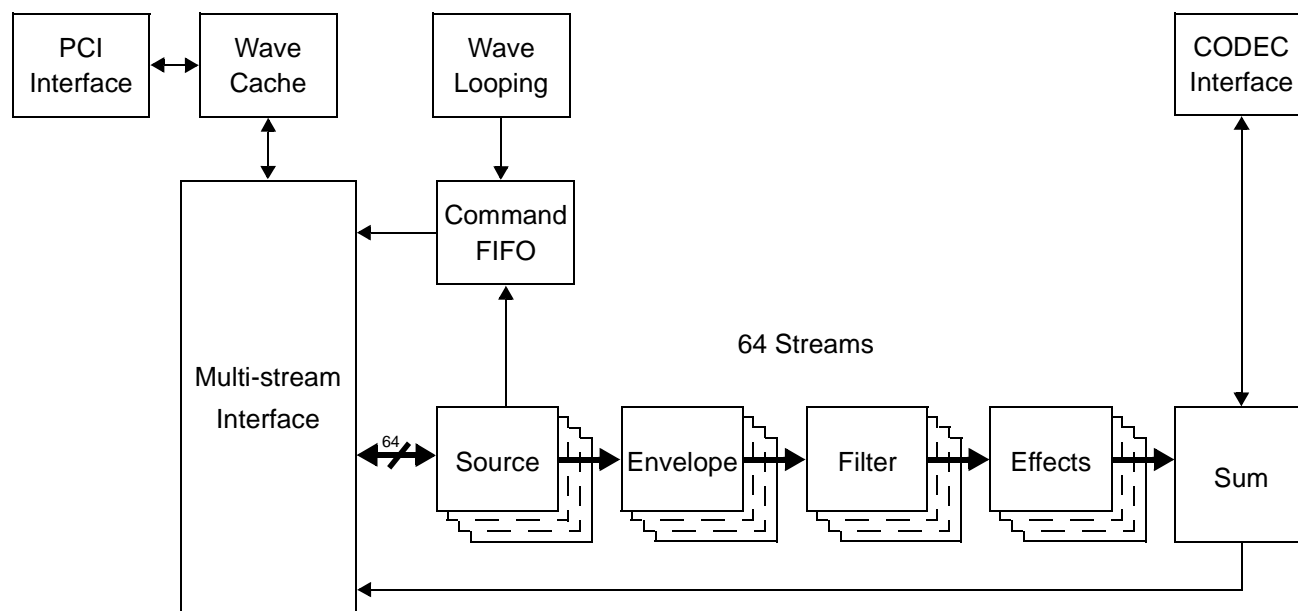 PCI
Interface
Wave
Cache
Wave
Looping
CODEC
Interface
Command
FIFO
64 Streams
Multi-stream
Interface
64
Source
Envelope
Filter
Effects
Sum